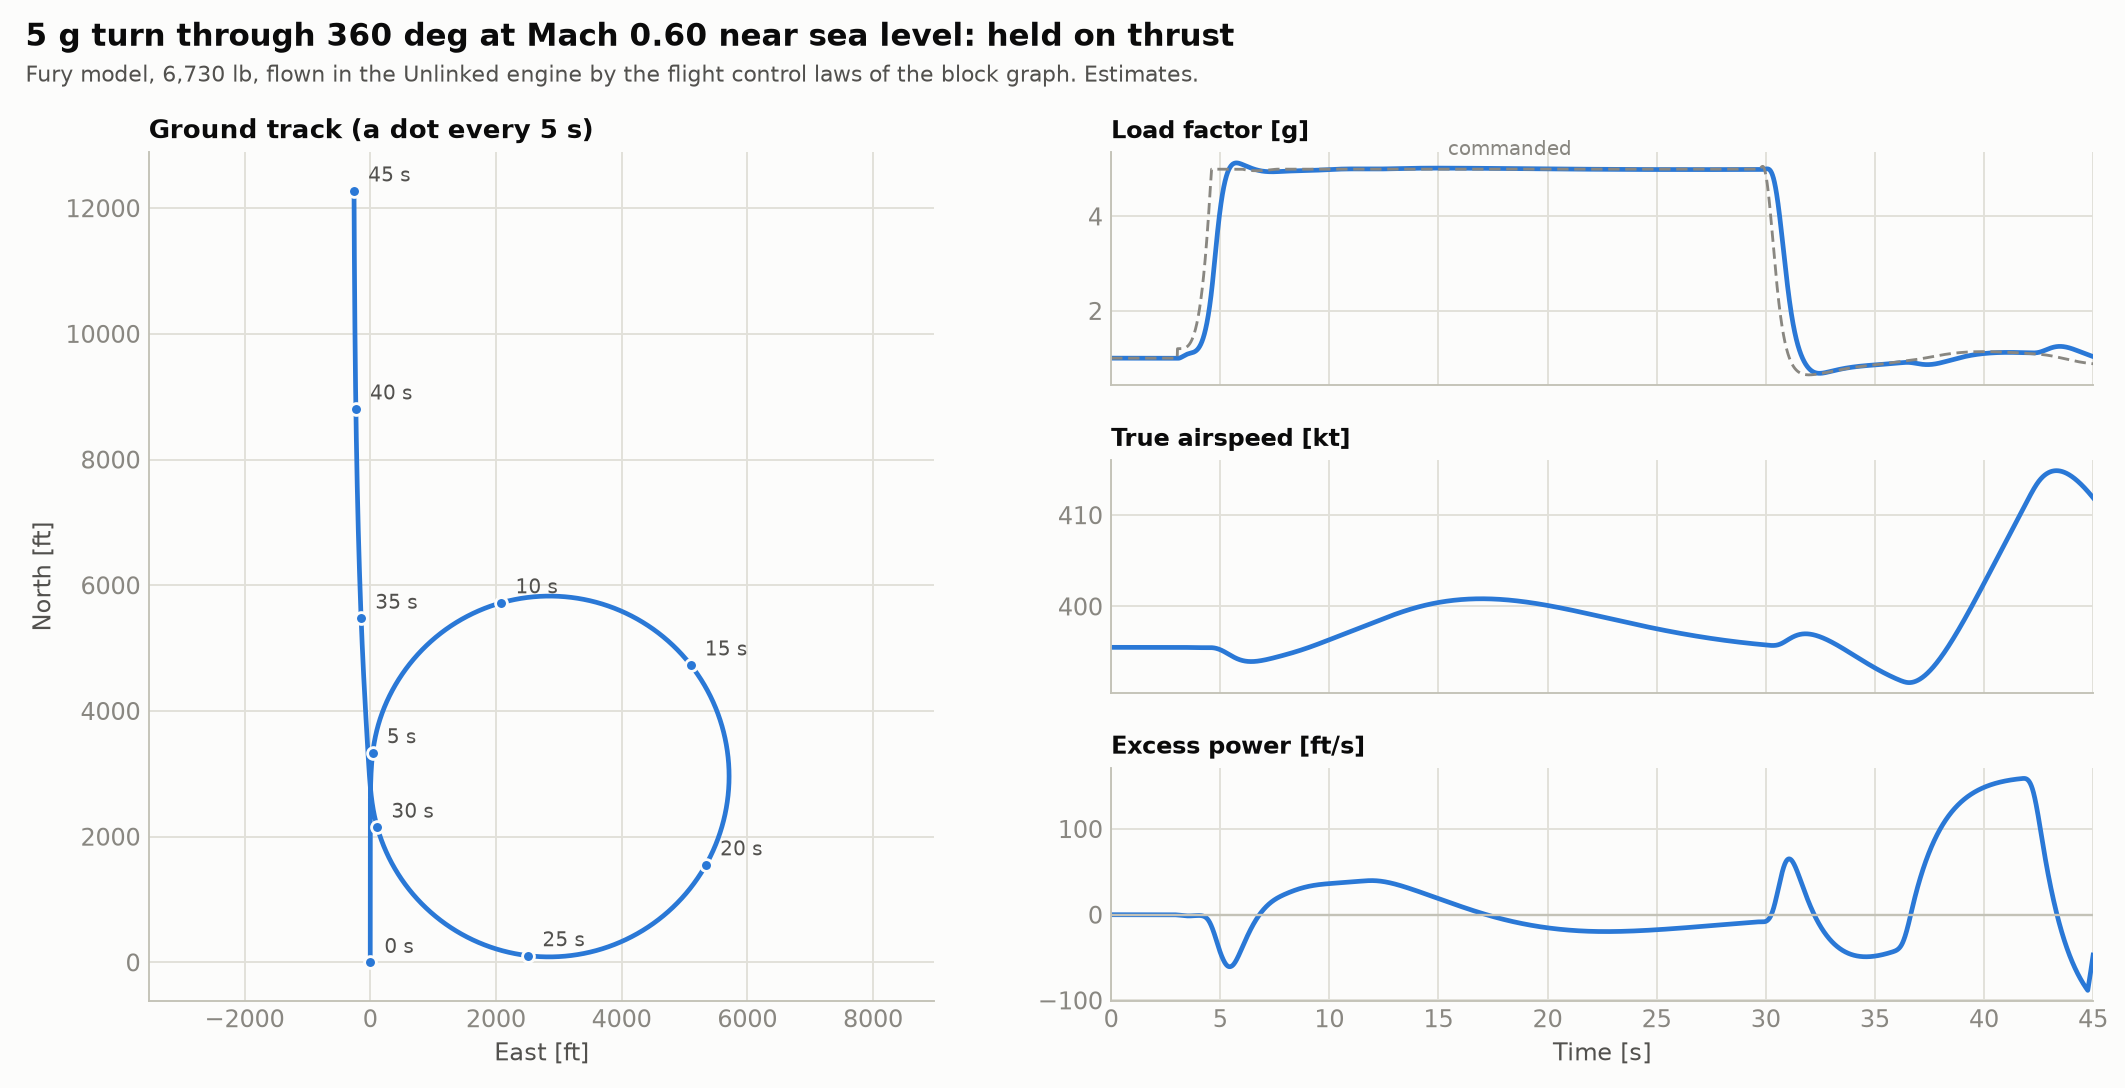 5 g turn through 360 deg at Mach 0.60 near sea level: held on thrust
Fury model, 6,730 lb, flown in the Unlinked engine by the flight control laws of the block graph. Estimates.
Ground track (a dot every 5 s)
45 s
40 s
35 s
10 s
15 s
5 s
30 s
20 s
25 s
0 s
12000
10000
8000
6000
4000
2000
0
North [ft]
−2000
0
2000
4000
6000
8000
East [ft]
Load factor [g]
commanded
4
2
True airspeed [kt]
410
400
Excess power [ft/s]
100
0
−100
0
5
10
15
20
25
30
35
40
45
Time [s]